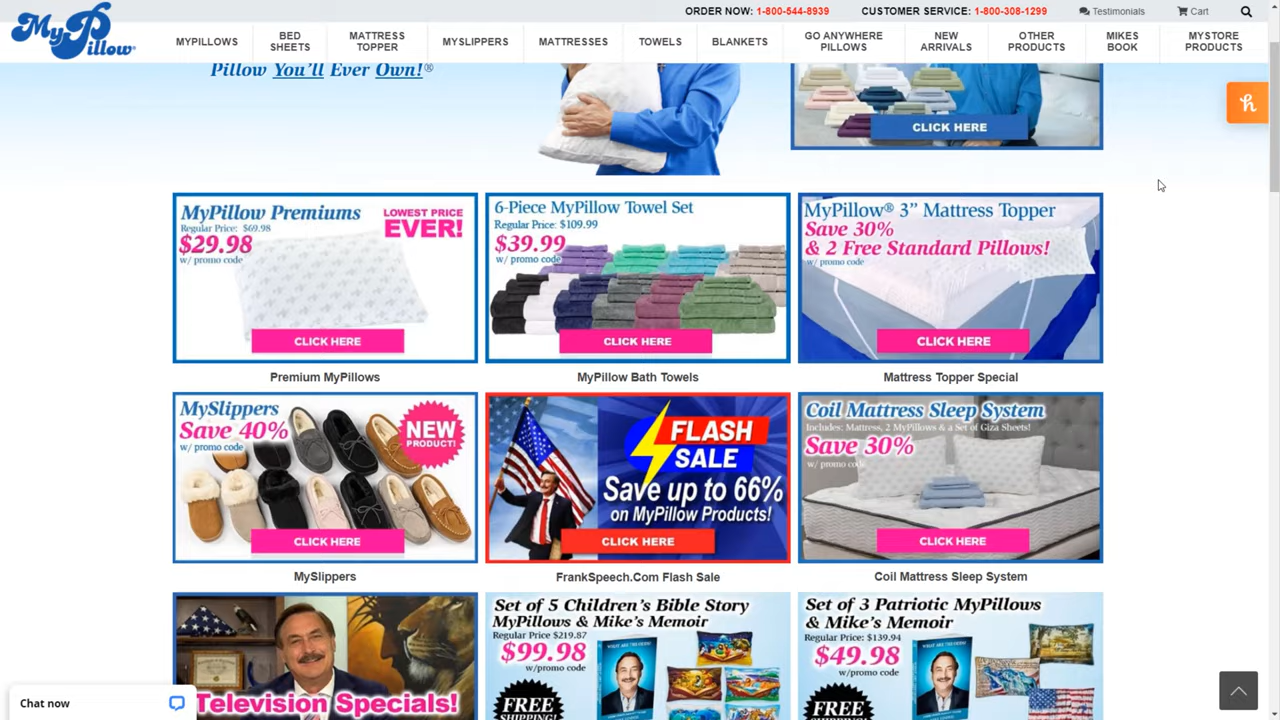 ORDER NOW: 1-800-544-8939 CUSTOMER SERVICE: 1-800-308-1299 Testimonials Cart
MyPillow®
MYPILLOWS BED SHEETS MATTRESS TOPPER MYSLIPPERS MATTRESSES TOWELS BLANKETS GO ANYWHERE PILLOWS NEW ARRIVALS OTHER PRODUCTS MIKES BOOK MYSTORE PRODUCTS
Pillow You'll Ever Own!®
CLICK HERE
h
MyPillow Premiums
Regular Price: $69.98
$29.98
w/ promo code
LOWEST PRICE
EVER!
CLICK HERE
Premium MyPillows
6-Piece MyPillow Towel Set
Regular Price: $109.99
$39.99
w/ promo code
CLICK HERE
MyPillow Bath Towels
MyPillow® 3” Mattress Topper
Save 30%
& 2 Free Standard Pillows!
w/ promo code
CLICK HERE
Mattress Topper Special
MySlippers
Save 40%
w/ promo code
NEW
PRODUCT!
CLICK HERE
MySlippers
FLASH
SALE
Save up to 66%
on MyPillow Products!
CLICK HERE
FrankSpeech.Com Flash Sale
Coil Mattress Sleep System
Includes: Mattress, 2 MyPillows & a Set of Giza Sheets!
Save 30%
w/ promo code
CLICK HERE
Coil Mattress Sleep System
Television Specials!
Set of 5 Children's Bible Story
MyPillows & Mike's Memoir
Regular Price $219.87
$99.98
w/promo code
FREE
SHIPPING!
WHAT ARE THE ODDS?
Set of 3 Patriotic MyPillows
& Mike's Memoir
Regular Price: $139.94
$49.98
w/promo code
FREE
WHAT ARE THE ODDS?
Chat now